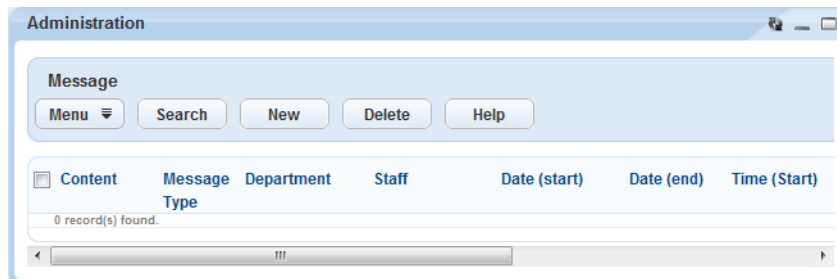 Administration
Message
Menu Search New Delete Help
Content Message Type Department Staff Date (start) Date (end) Time (Start)
0 record(s) found.